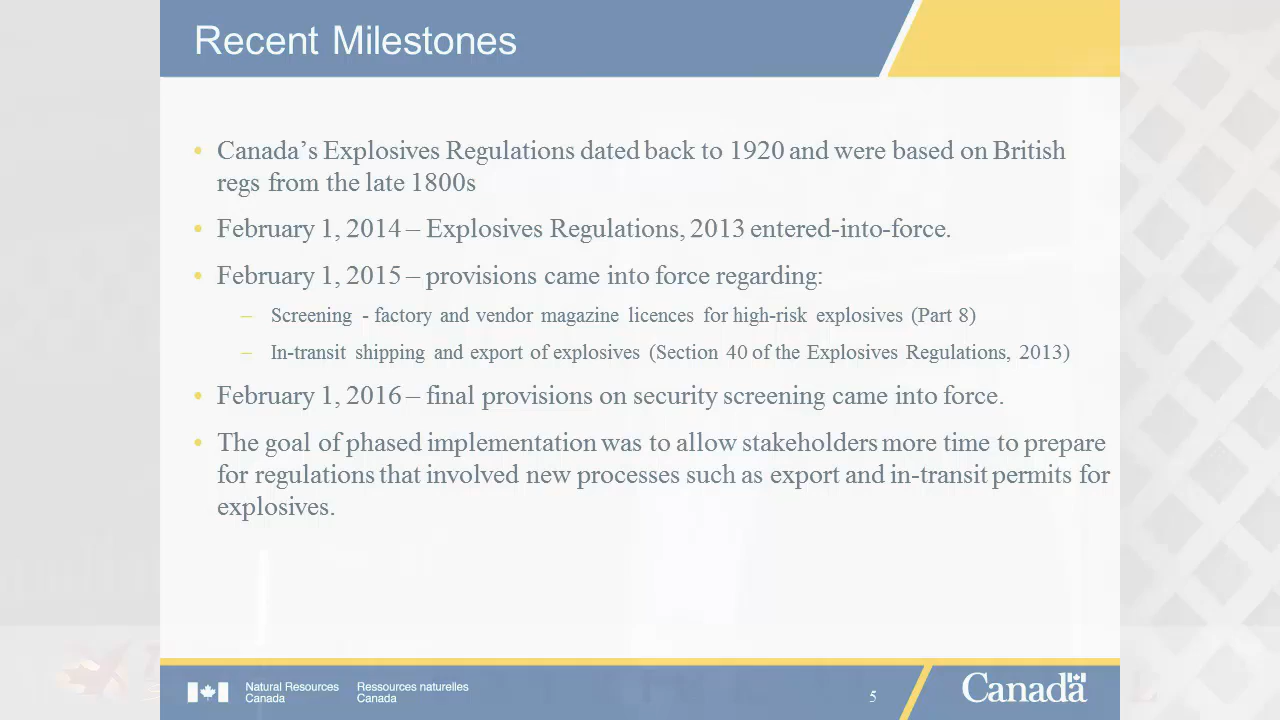 Recent Milestones
• Canada’s Explosives Regulations dated back to 1920 and were based on British
regs from the late 1800s
• February 1, 2014 – Explosives Regulations, 2013 entered-into-force.
• February 1, 2015 – provisions came into force regarding:
– Screening - factory and vendor magazine licences for high-risk explosives (Part 8)
– In-transit shipping and export of explosives (Section 40 of the Explosives Regulations, 2013)
• February 1, 2016 – final provisions on security screening came into force.
• The goal of phased implementation was to allow stakeholders more time to prepare
for regulations that involved new processes such as export and in-transit permits for
explosives.
Natural Resources Ressources naturelles
Canada Canada
5
Canada